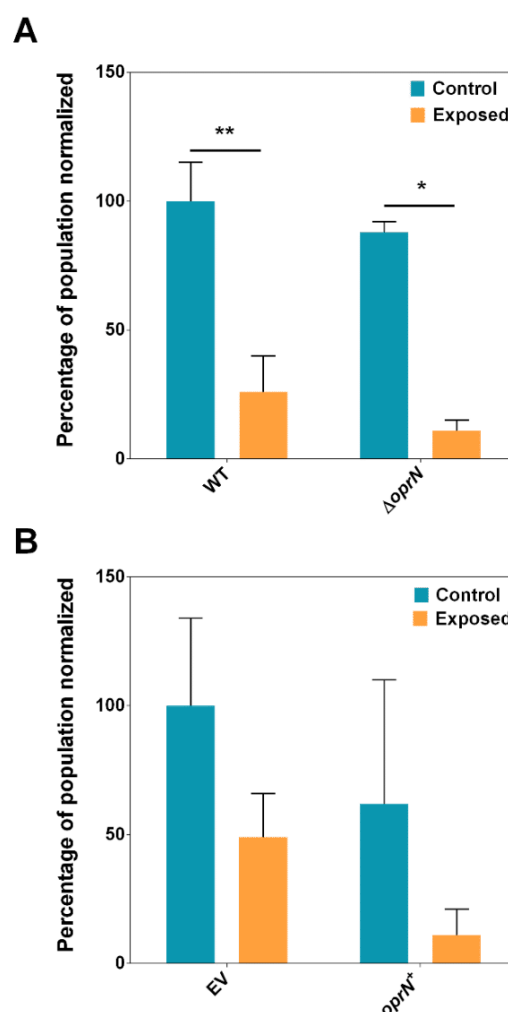 A
Percentage of population normalized
150
100
50
0
Control
Exposed
**
*
WT
ΔoprN
B
Percentage of population normalized
150
100
50
0
Control
Exposed
EV
oprN⁺